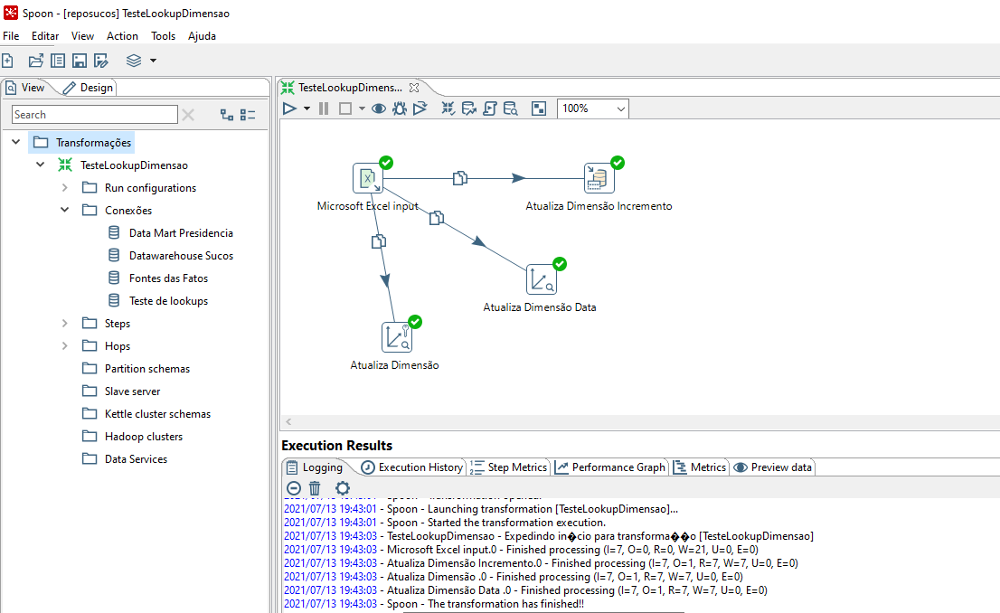 Spoon - [reposucos] TesteLookupDimensao
File Editar View Action Tools Ajuda
View Design
Search
Transformações
TesteLookupDimensao
Run configurations
Conexões
Data Mart Presidencia
Datawarehouse Sucos
Fontes das Fatos
Teste de lookups
Steps
Hops
Partition schemas
Slave server
Kettle cluster schemas
Hadoop clusters
Data Services
TesteLookupDimens...
100%
Microsoft Excel input
Atualiza Dimensão Incremento
Atualiza Dimensão Data
Atualiza Dimensão
Execution Results
Logging Execution History Step Metrics Performance Graph Metrics Preview data
2021/07/13 19:43:01 - Spoon - Launching transformation [TesteLookupDimensao]...
2021/07/13 19:43:01 - Spoon - Started the transformation execution.
2021/07/13 19:43:03 - TesteLookupDimensao - Expedindo in�cio para transforma��o [TesteLookupDimensao]
2021/07/13 19:43:03 - Microsoft Excel input.0 - Finished processing (I=7, O=0, R=0, W=21, U=0, E=0)
2021/07/13 19:43:03 - Atualiza Dimensão Incremento.0 - Finished processing (I=7, O=1, R=7, W=7, U=0, E=0)
2021/07/13 19:43:03 - Atualiza Dimensão .0 - Finished processing (I=7, O=1, R=7, W=7, U=0, E=0)
2021/07/13 19:43:03 - Atualiza Dimensão Data .0 - Finished processing (I=7, O=1, R=7, W=7, U=0, E=0)
2021/07/13 19:43:03 - Spoon - The transformation has finished!!